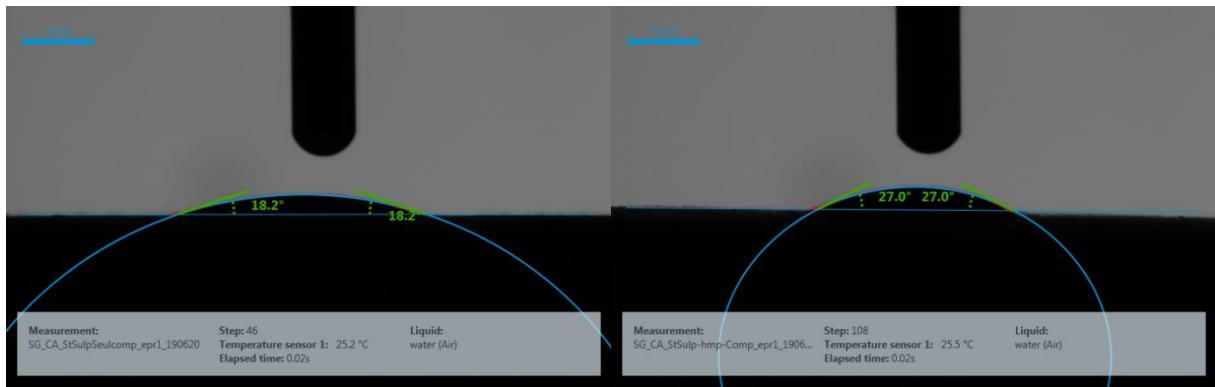 18.2°
18.2°
Measurement:
SG_CA_StSulpSeulcomp_epr1_190620
Step: 46
Temperature sensor 1: 25.2 °C
Elapsed time: 0.02s
Liquid:
water (Air)
27.0° 27.0°
Measurement:
SG_CA_StSulp-hmp-Comp_epr1_1906...
Step: 108
Temperature sensor 1: 25.5 °C
Elapsed time: 0.02s
Liquid:
water (Air)